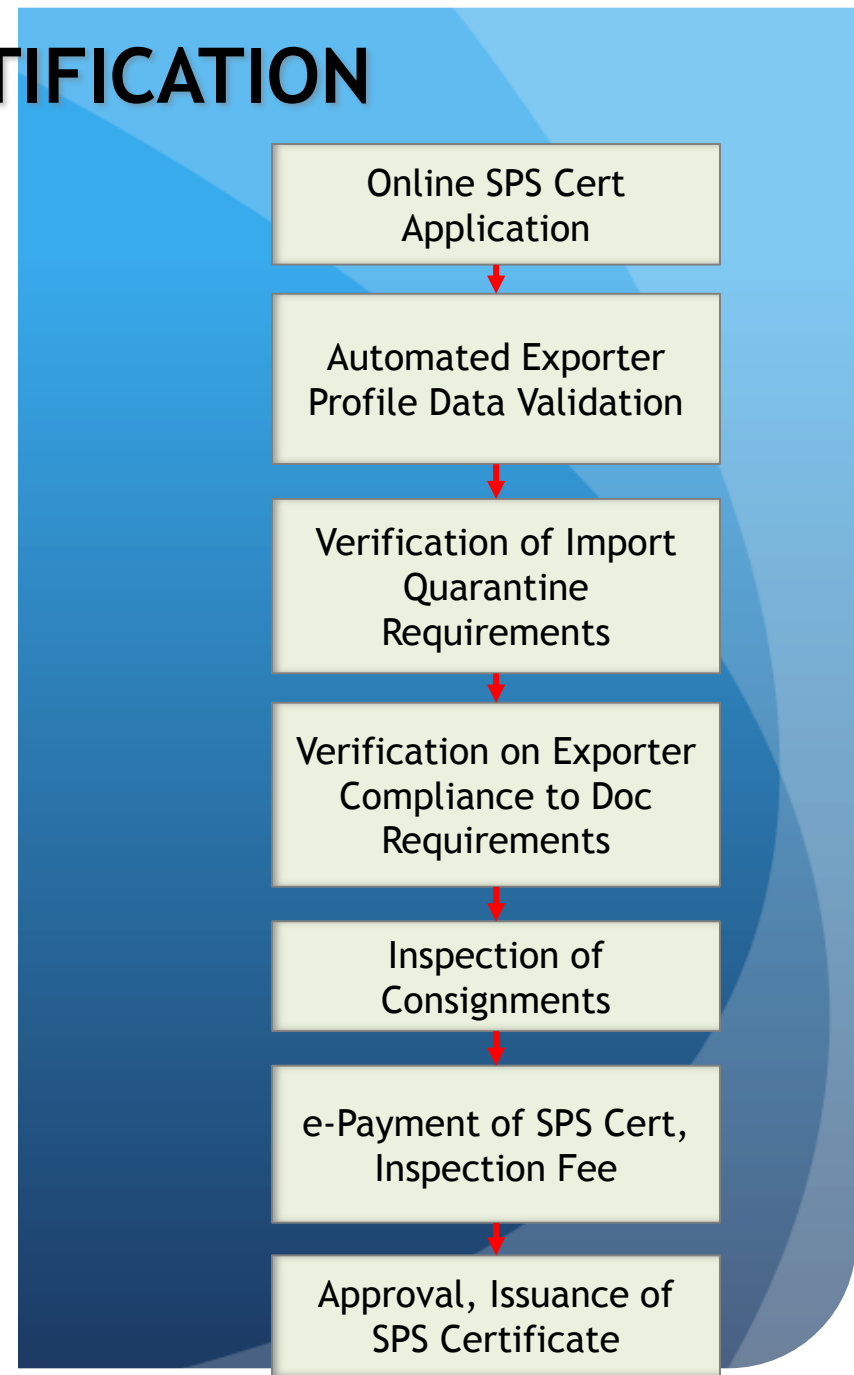 TIFICATION
Online SPS Cert
Application
Automated Exporter
Profile Data Validation
Verification of Import
Quarantine
Requirements
Verification on Exporter
Compliance to Doc
Requirements
Inspection of
Consignments
e-Payment of SPS Cert,
Inspection Fee
Approval, Issuance of
SPS Certificate